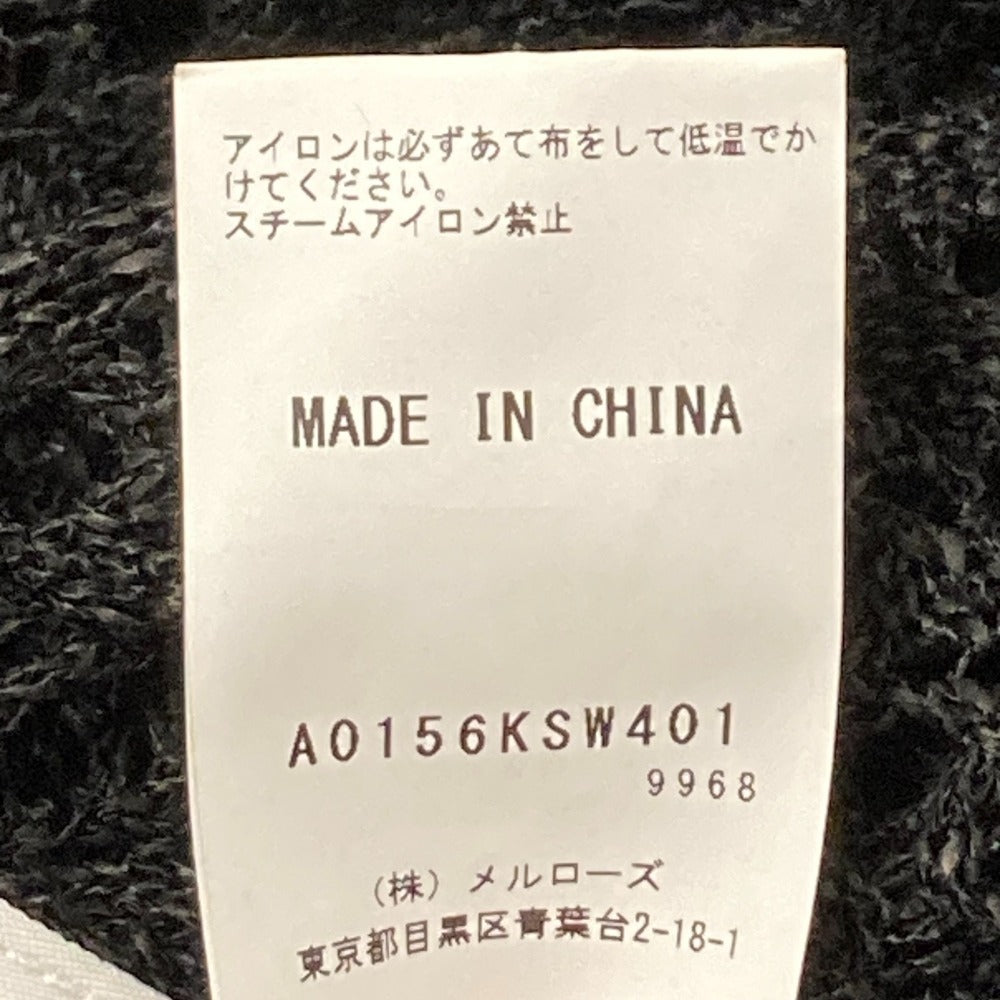 アイロンは必ずあて布をして低温でか
けてください。
スチームアイロン禁止
MADE IN CHINA
A0156KSW401
9968
（株）メルローズ
東京都目黒区青葉台2-18-1